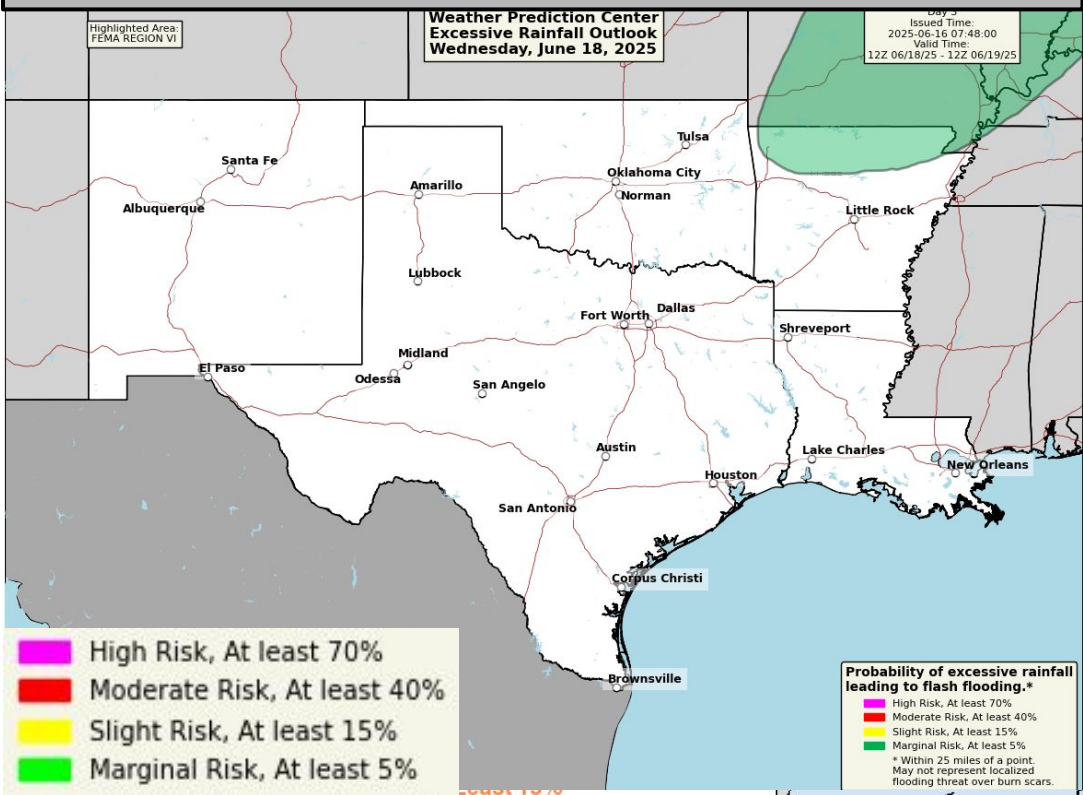 Weather Prediction Center
Excessive Rainfall Outlook
Wednesday, June 18, 2025
Highlighted Area:
FEMA REGION VI
Day 3
Issued Time:
2025-06-16 07:48:00
Valid Time:
12Z 06/18/25 - 12Z 06/19/25
Tulsa
Santa Fe
Oklahoma City
Amarillo
Norman
Albuquerque
Little Rock
Lubbock
Dallas
Fort Worth
Shreveport
Midland
El Paso
Odessa
San Angelo
Austin
Lake Charles
New Orleans
Houston
San Antonio
Corpus Christi
Brownsville
High Risk, At least 70%
Moderate Risk, At least 40%
Slight Risk, At least 15%
Marginal Risk, At least 5%
Probability of excessive rainfall
leading to flash flooding.*
High Risk, At least 70%
Moderate Risk, At least 40%
Slight Risk, At least 15%
Marginal Risk, At least 5%
* Within 25 miles of a point.
May not represent localized
flooding threat over burn scars.